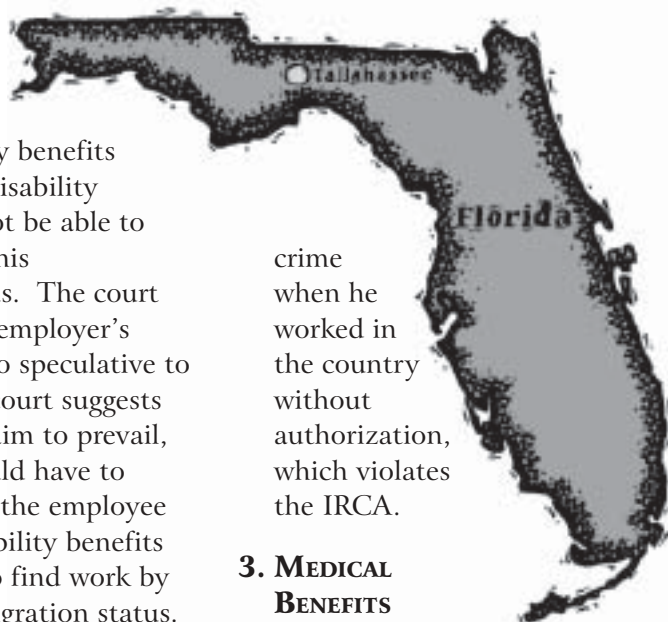 Tallahassee
Florida
y benefits
isability
ot be able to
his
s. The court
employer's
o speculative to
ourt suggests
aim to prevail,
uld have to
the employee
bility benefits
o find work by
gration status.
crime
when he
worked in
the country
without
authorization,
which violates
the IRCA.
3. MEDICAL
BENEFITS